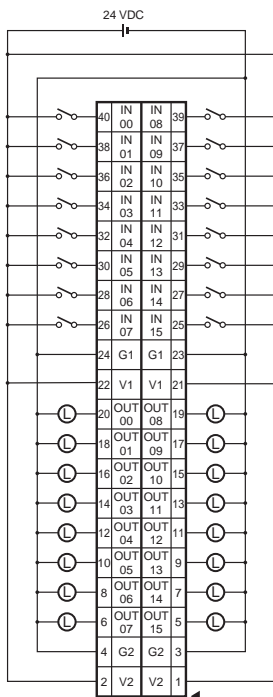 24 VDC
40 IN 00 IN 08 39
38 IN 01 IN 09 37
36 IN 02 IN 10 35
34 IN 03 IN 11 33
32 IN 04 IN 12 31
30 IN 05 IN 13 29
28 IN 06 IN 14 27
26 IN 07 IN 15 25
24 G1 G1 23
22 V1 V1 21
L 20 OUT 00 OUT 08 19 L
L 18 OUT 01 OUT 09 17 L
L 16 OUT 02 OUT 10 15 L
L 14 OUT 03 OUT 11 13 L
L 12 OUT 04 OUT 12 11 L
L 10 OUT 05 OUT 13 9 L
L 8 OUT 06 OUT 14 7 L
L 6 OUT 07 OUT 15 5 L
4 G2 G2 3
2 V2 V2 1